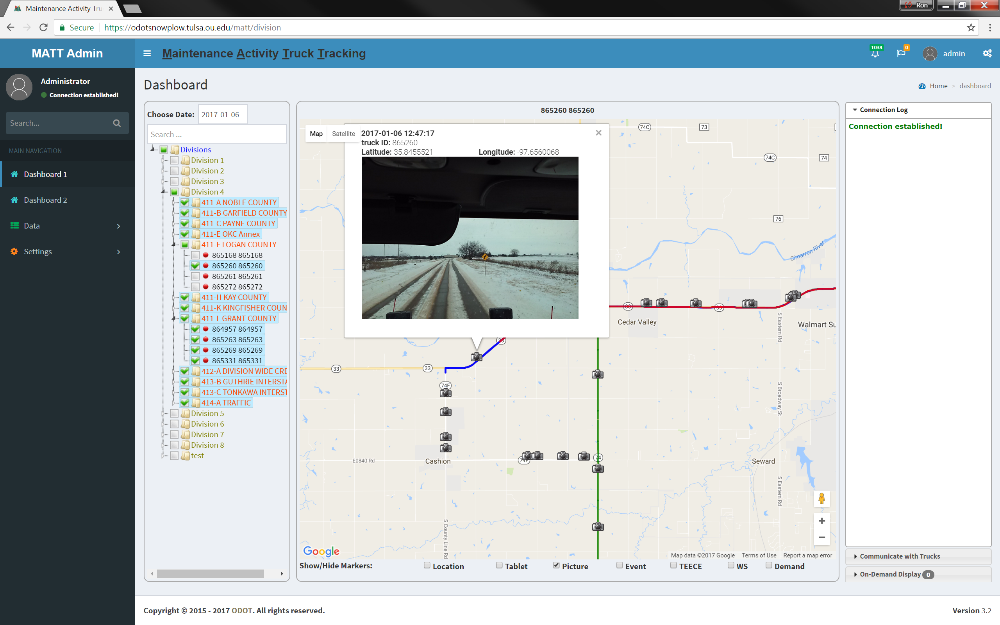 Maintenance Activity Tru
Ron
Secure
https://odotsnowplow.tulsa.ou.edu/matt/division
MATT Admin
Maintenance Activity Truck Tracking
1034
0
admin
Administrator
Connection established!
Search...
MAIN NAVIGATION
Dashboard 1
Dashboard 2
Data
Settings
Dashboard
Home > dashboard
Choose Date: 2017-01-06
Search ...
Divisions
Division 1
Division 2
Division 3
Division 4
411-A NOBLE COUNTY
411-B GARFIELD COUNTY
411-C PAYNE COUNTY
411-E OKC Annex
411-F LOGAN COUNTY
865168 865168
865260 865260
865261 865261
865272 865272
411-H KAY COUNTY
411-K KINGFISHER COUN
411-L GRANT COUNTY
864957 864957
865263 865263
865269 865269
865331 865331
412-A DIVISION WIDE CRE
413-B GUTHRIE INTERSTA
413-C TONKAWA INTERST
414-A TRAFFIC
Division 5
Division 6
Division 7
Division 8
test
865260 865260
Map
Satellite
2017-01-06 12:47:17
truck ID: 865260
Latitude: 35.8455521
Longitude: -97.6560068
74C
73
74C
74
76
Cimarron River
33
33
Cedar Valley
S Eastern Rd
Walmart Su
33
33
33
74F
S Broadway St
Cashion
E0840 Rd
74F
74
Seward
S Eastern Rd
S County Line Rd
Google
Map data ©2017 Google
Terms of Use
Report a map error
Show/Hide Markers:
Location
Tablet
Picture
Event
TEECE
WS
Demand
Connection Log
Connection established!
Communicate with Trucks
On-Demand Display 0
Copyright © 2015 - 2017 ODOT. All rights reserved.
Version 3.2